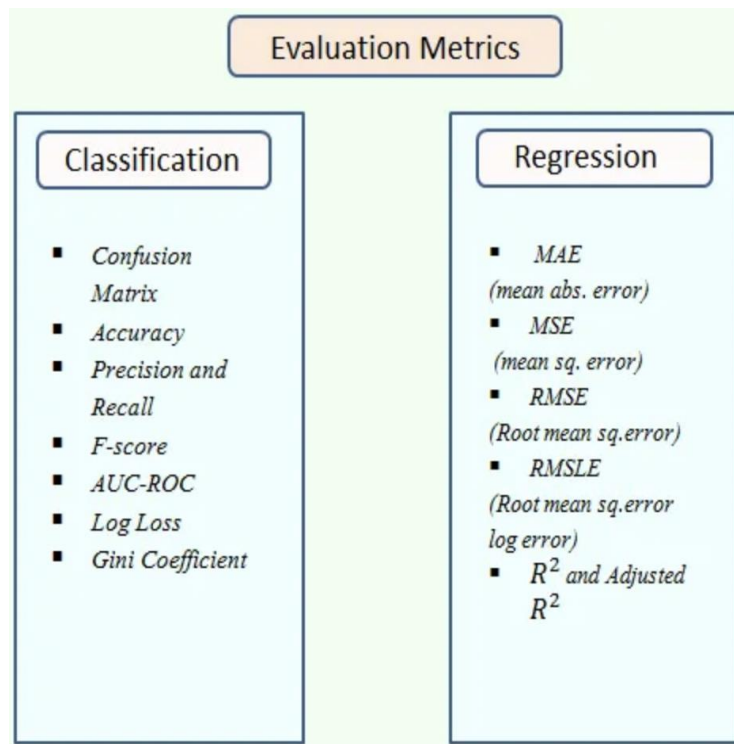 Evaluation Metrics
Classification
▪ Confusion
Matrix
▪ Accuracy
▪ Precision and
Recall
▪ F-score
▪ AUC-ROC
▪ Log Loss
▪ Gini Coefficient
Regression
▪ MAE
(mean abs. error)
▪ MSE
(mean sq. error)
▪ RMSE
(Root mean sq.error)
▪ RMSLE
(Root mean sq.error
log error)
▪ R² and Adjusted
R²